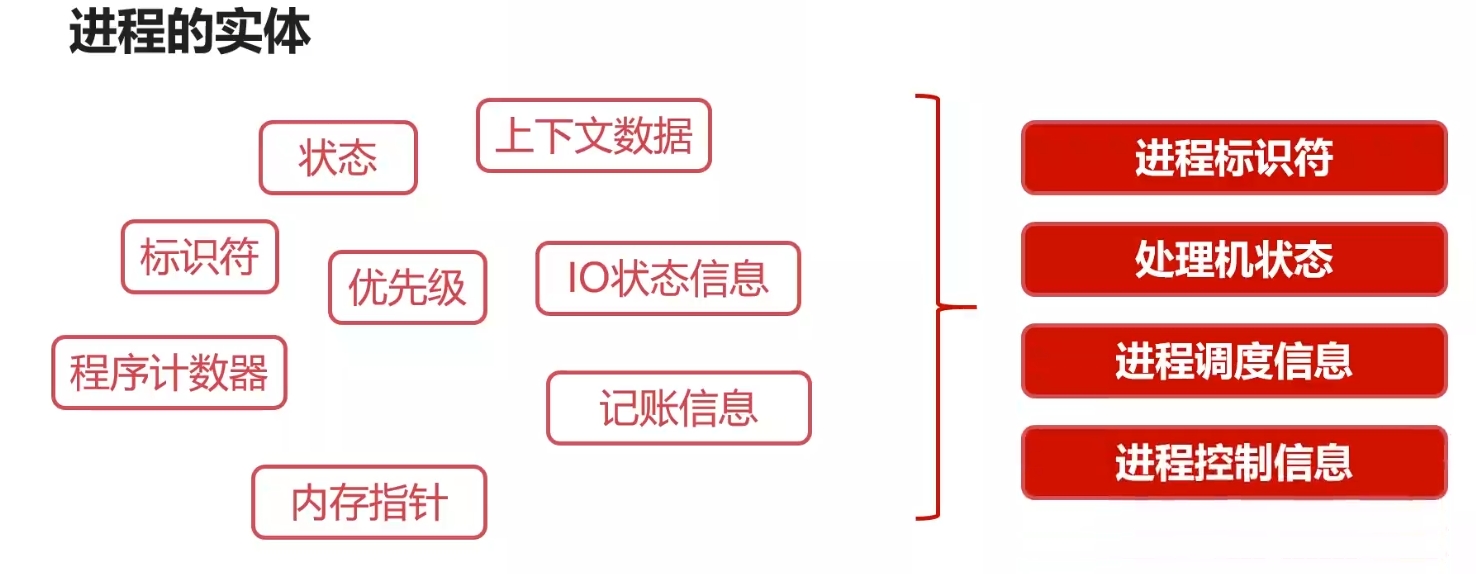 进程的实体
状态
上下文数据
标识符
优先级
IO状态信息
程序计数器
记账信息
内存指针
进程标识符
处理机状态
进程调度信息
进程控制信息